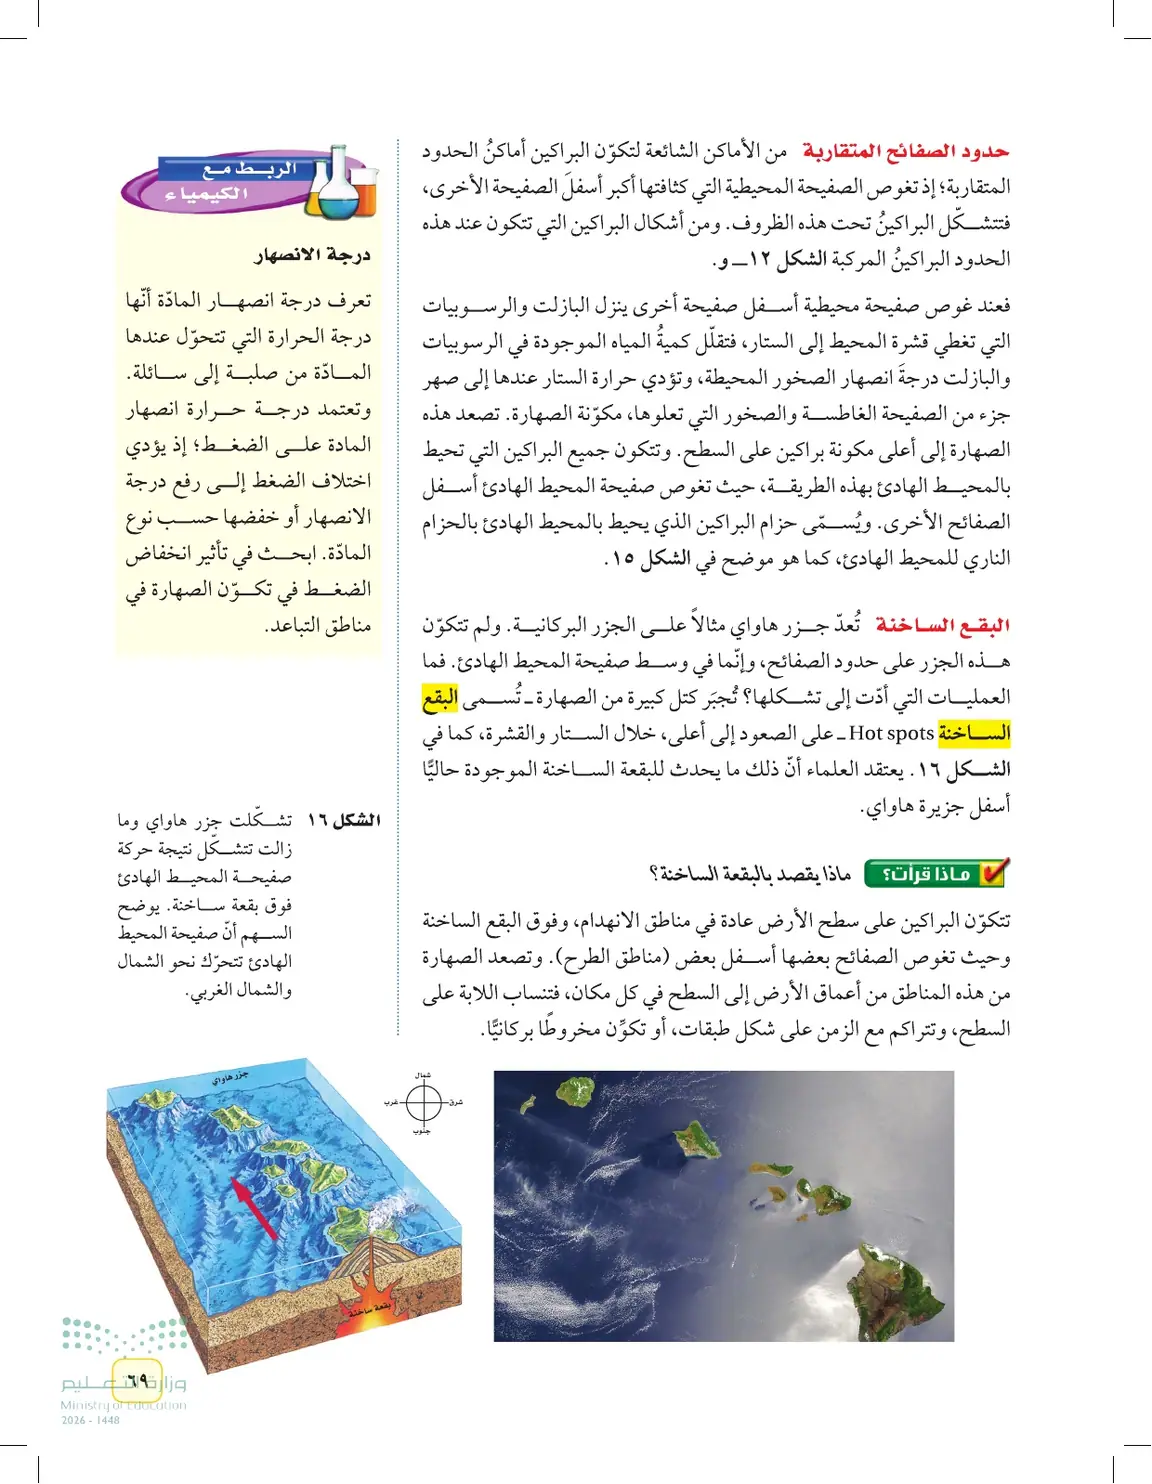 حدود الصفائح المتقاربة من الأماكن الشائعة لتكوّن البراكين أماكنُ الحدود
المتقاربة؛ إذ تغوص الصفيحة المحيطية التي كثافتها أكبر أسفلَ الصفيحة الأخرى،
فتتشكّل البراكينُ تحت هذه الظروف. ومن أشكال البراكين التي تتكون عند هذه
الحدود البراكينُ المركبة الشكل ١٢ـ و.
فعند غوص صفيحة محيطية أسفل صفيحة أخرى ينزل البازلت والرسوبيات
التي تغطي قشرة المحيط إلى الستار، فتقلّل كميةُ المياه الموجودة في الرسوبيات
والبازلت درجةَ انصهار الصخور المحيطة، وتؤدي حرارة الستار عندها إلى صهر
جزء من الصفيحة الغاطسة والصخور التي تعلوها، مكوّنة الصهارة. تصعد هذه
الصهارة إلى أعلى مكونة براكين على السطح. وتتكون جميع البراكين التي تحيط
بالمحيط الهادئ بهذه الطريقة، حيث تغوص صفيحة المحيط الهادئ أسفل
الصفائح الأخرى. ويُسمّى حزام البراكين الذي يحيط بالمحيط الهادئ بالحزام
الناري للمحيط الهادئ، كما هو موضح في الشكل ١٥.
البقع الساخنة تُعدّ جزر هاواي مثالاً على الجزر البركانية. ولم تتكوّن
هذه الجزر على حدود الصفائح، وإنّما في وسط صفيحة المحيط الهادئ. فما
العمليات التي أدّت إلى تشكلها؟ تُجبَر كتل كبيرة من الصهارة ـ تُسمى البقع
الساخنة Hot spots ـ على الصعود إلى أعلى، خلال الستار والقشرة، كما في
الشكل ١٦. يعتقد العلماء أنّ ذلك ما يحدث للبقعة الساخنة الموجودة حاليًّا
أسفل جزيرة هاواي.
ماذا قرأت؟ ماذا يقصد بالبقعة الساخنة؟
تتكوّن البراكين على سطح الأرض عادة في مناطق الانهدام، وفوق البقع الساخنة
وحيث تغوص الصفائح بعضها أسفل بعض (مناطق الطرح). وتصعد الصهارة
من هذه المناطق من أعماق الأرض إلى السطح في كل مكان، فتنساب اللابة على
السطح، وتتراكم مع الزمن على شكل طبقات، أو تكوِّن مخروطًا بركانيًّا.
الربط مع
الكيمياء
درجة الانصهار
تعرف درجة انصهار المادّة أنّها
درجة الحرارة التي تتحوّل عندها
المادّة من صلبة إلى سائلة.
وتعتمد درجة حرارة انصهار
المادة على الضغط؛ إذ يؤدي
اختلاف الضغط إلى رفع درجة
الانصهار أو خفضها حسب نوع
المادّة. ابحث في تأثير انخفاض
الضغط في تكوّن الصهارة في
مناطق التباعد.
الشكل ١٦ تشكّلت جزر هاواي وما
زالت تتشكّل نتيجة حركة
صفيحة المحيط الهادئ
فوق بقعة ساخنة. يوضح
السهم أنّ صفيحة المحيط
الهادئ تتحرّك نحو الشمال
والشمال الغربي.
شمال
شرق
غرب
جنوب
جزر هاواي
بقعة ساخنة
وزارة التعليم
٦٩
Ministry of Education
2026 - 1448